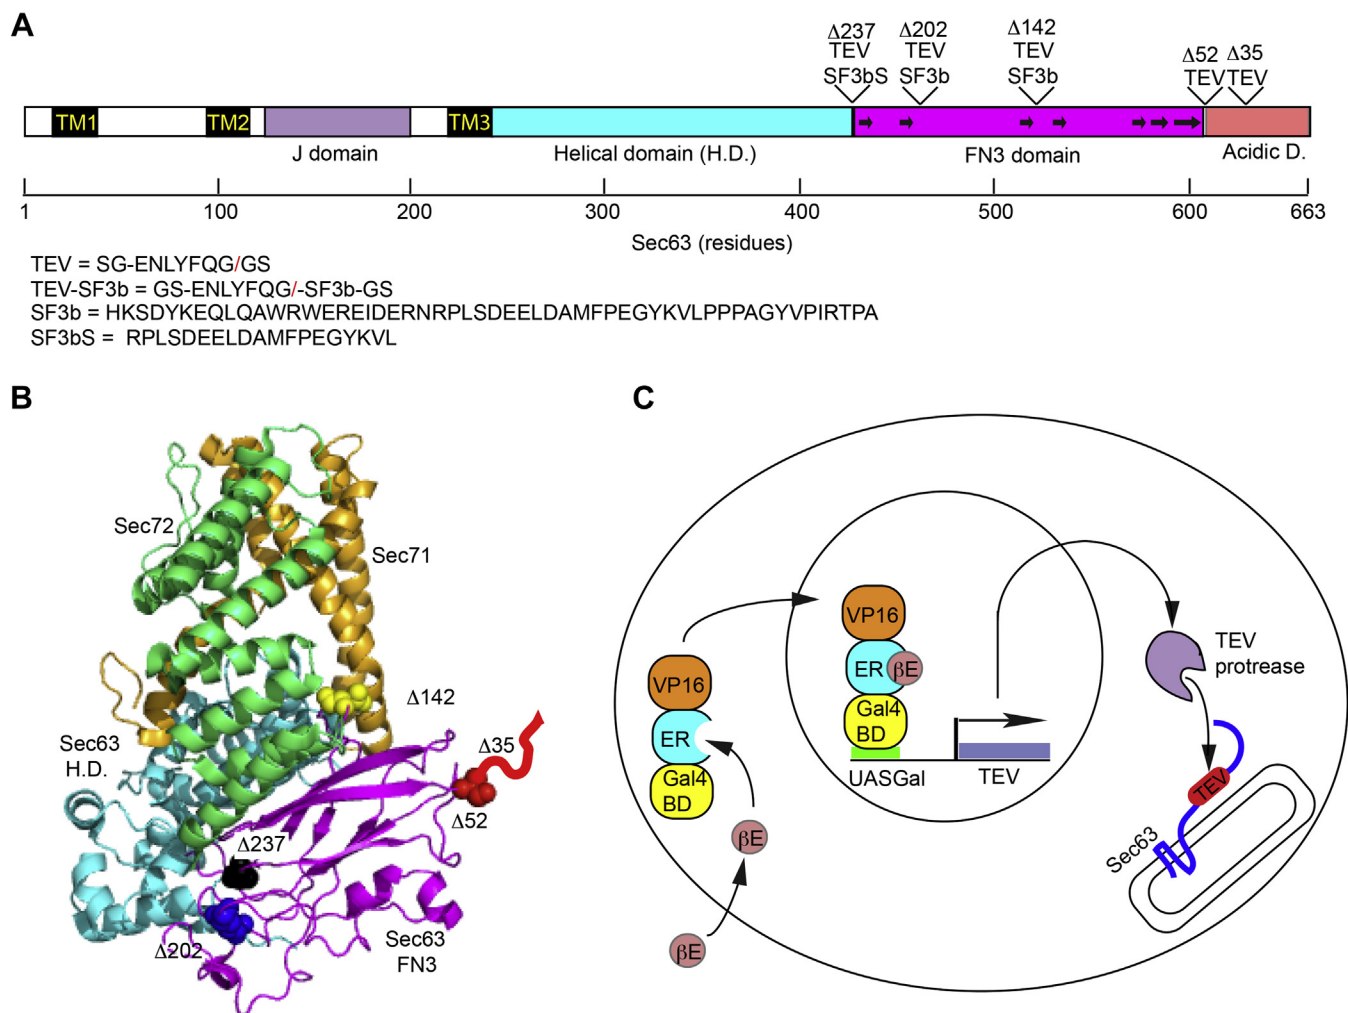 A
Δ237 Δ202 Δ142
TEV TEV TEV Δ52 Δ35
SF3bS SF3b SF3b TEV TEV
TM1 TM2 TM3
J domain Helical domain (H.D.) FN3 domain Acidic D.
1 100 200 300 400 500 600 663
Sec63 (residues)
TEV = SG-ENLYFQG/GS
TEV-SF3b = GS-ENLYFQG/-SF3b-GS
SF3b = HKSDYKEQLQAWRWEREIDERNRPLSDEELDAMFPEGYKVLPPPAGYVPIRTPA
SF3bS = RPLSDEELDAMFPEGYKVL
B
Sec72
Sec71
Δ142
Sec63
H.D.
Δ35
Δ52
Δ237
Δ202
Sec63
FN3
C
VP16
ER
Gal4
BD
βE
βE
VP16
ER βE
Gal4
BD
UASGal TEV
TEV
protrease
TEV
Sec63